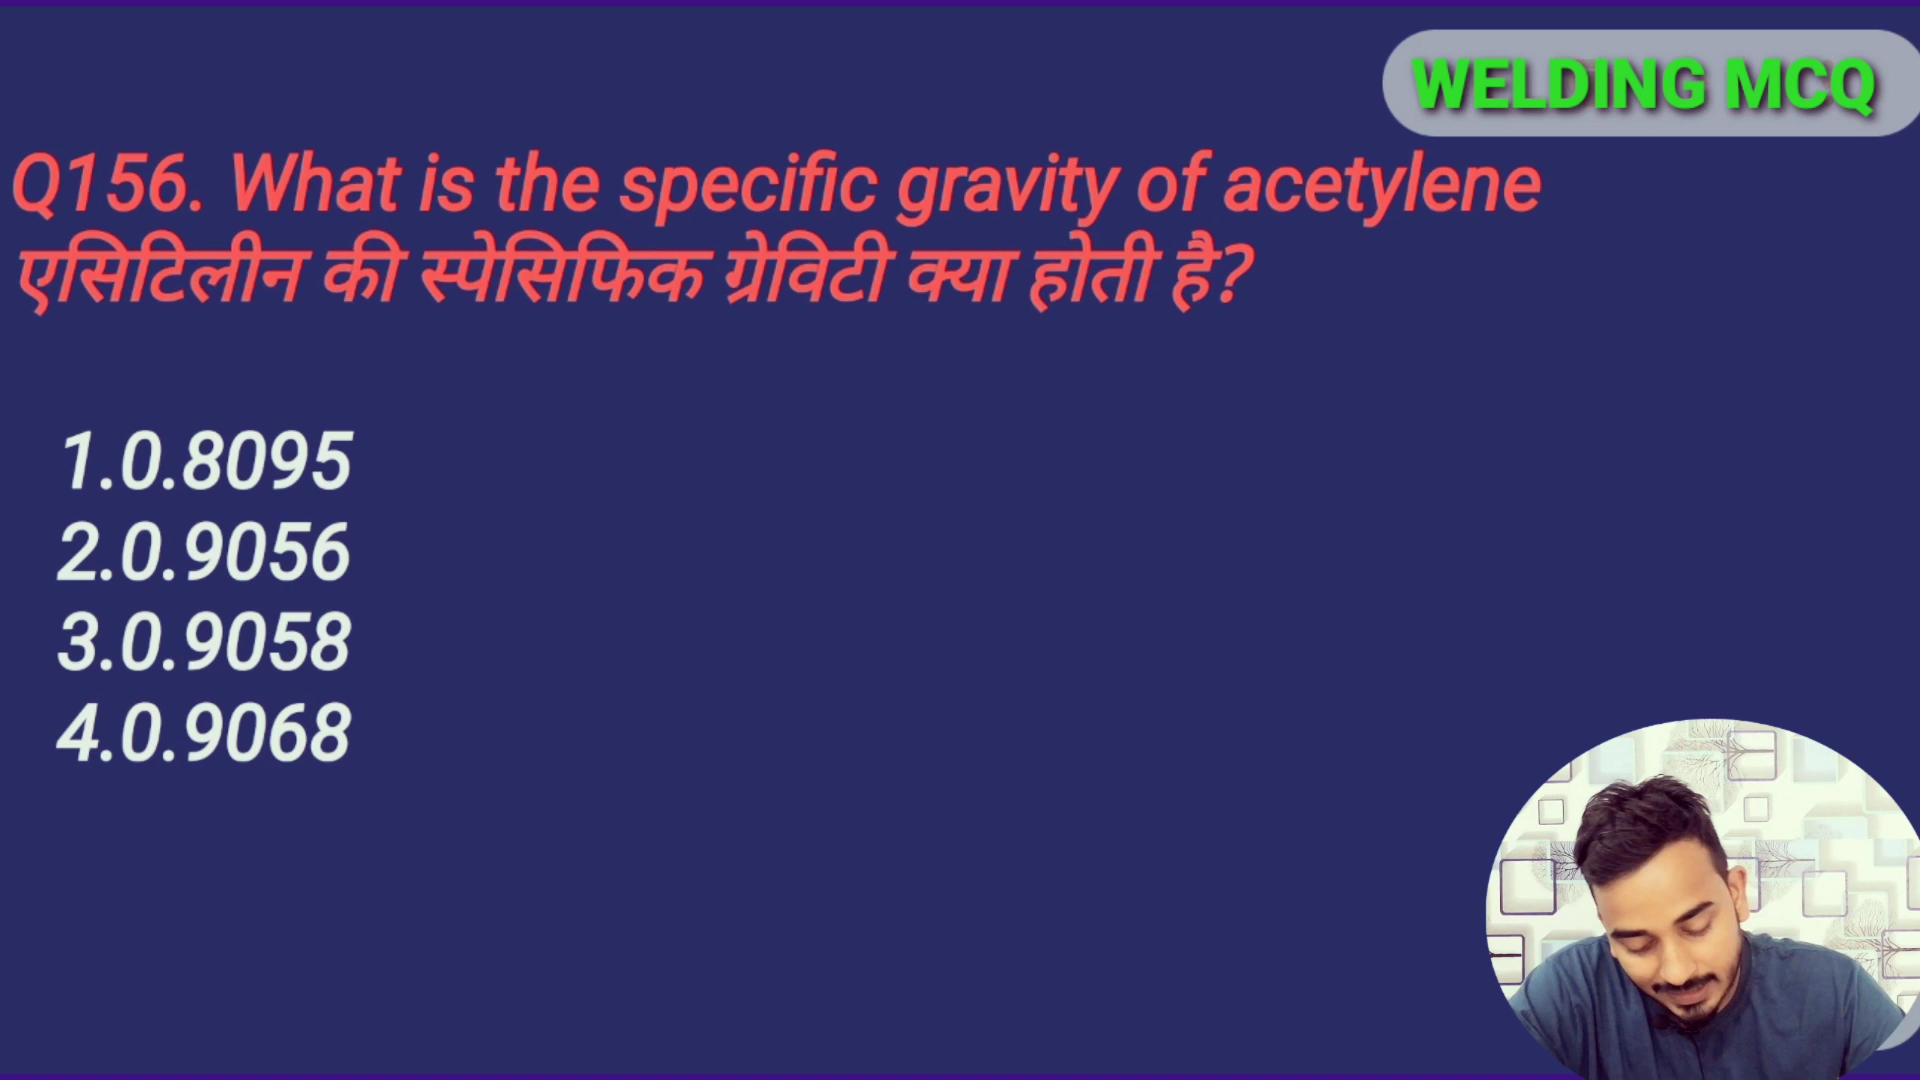 WELDING MCQ
Q156. What is the specific gravity of acetylene
एसिटिलीन की स्पेसिफिक ग्रेविटी क्या होती है?
1.0.8095
2.0.9056
3.0.9058
4.0.9068